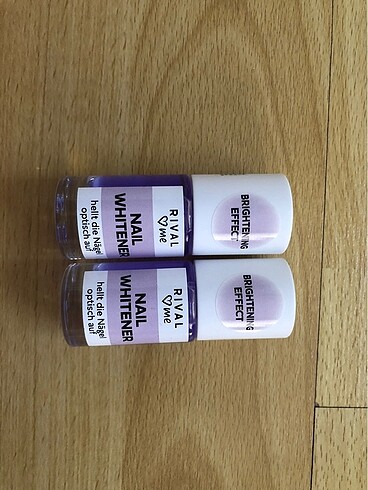 RIVAL
♡me
NAIL
WHITENER
hellt die Nägel
optisch auf
BRIGHTENING
EFFECT
RIVAL
♡me
NAIL
WHITENER
hellt die Nägel
optisch auf
BRIGHTENING
EFFECT